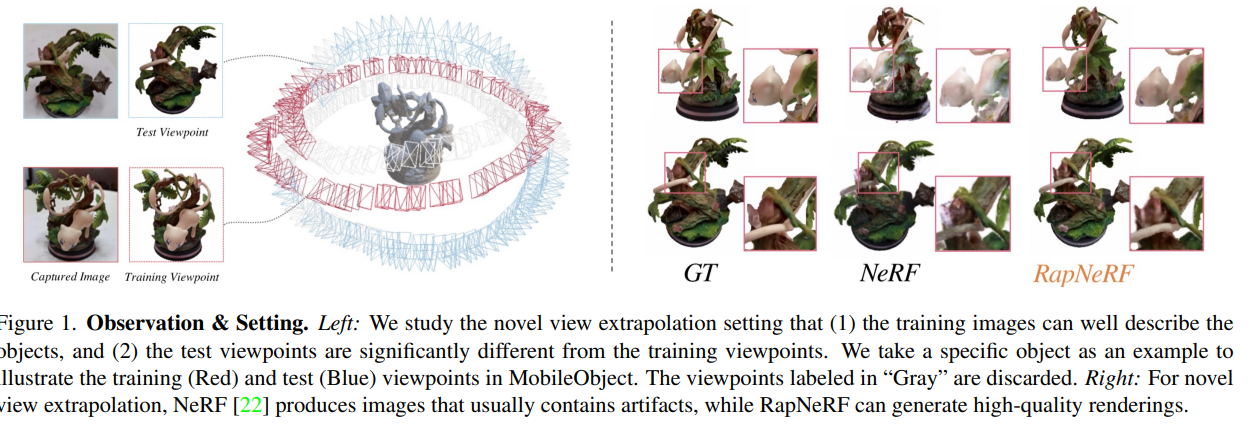 Test Viewpoint
Captured Image
Training Viewpoint
GT
NeRF
RapNeRF
Figure 1. Observation & Setting. Left: We study the novel view extrapolation setting that (1) the training images can well describe the
objects, and (2) the test viewpoints are significantly different from the training viewpoints. We take a specific object as an example to
illustrate the training (Red) and test (Blue) viewpoints in MobileObject. The viewpoints labeled in “Gray” are discarded. Right: For novel
view extrapolation, NeRF [22] produces images that usually contains artifacts, while RapNeRF can generate high-quality renderings.